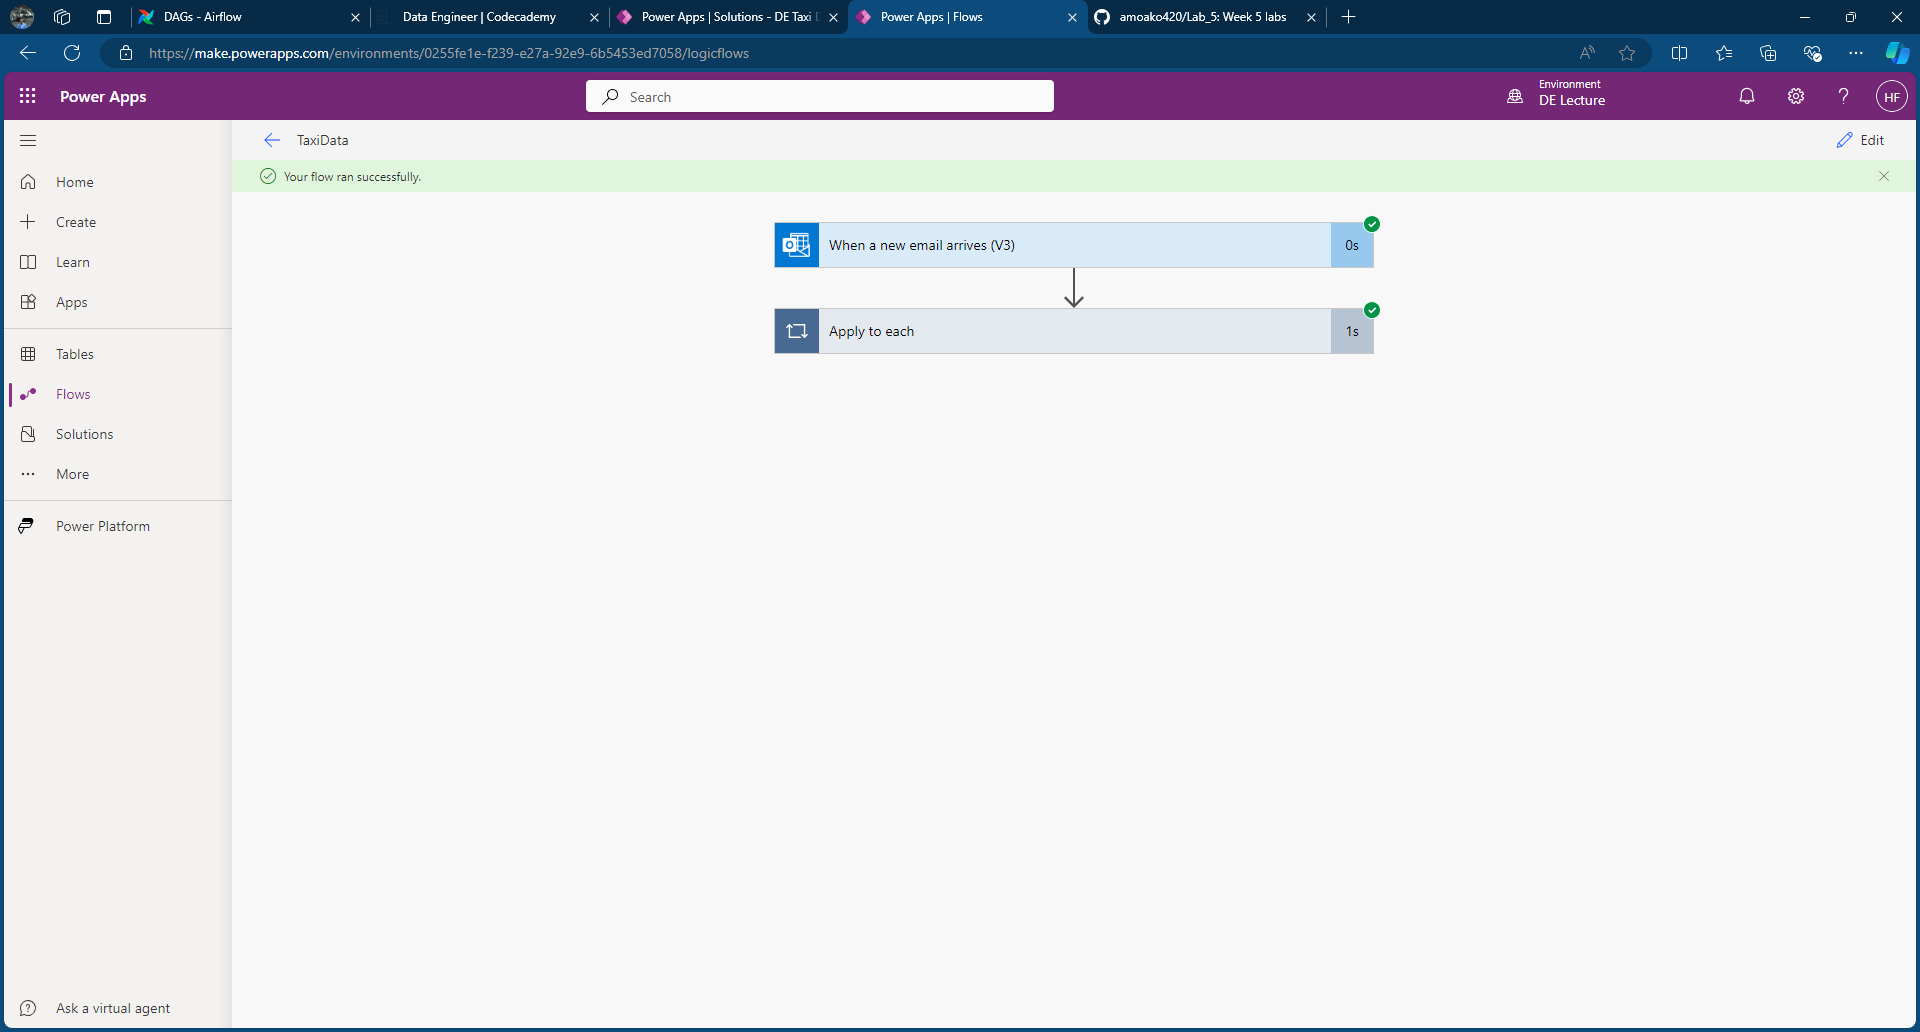 DAGs - Airflow
Data Engineer | Codecademy
Power Apps | Solutions - DE Taxi
Power Apps | Flows
amoako420/Lab_5: Week 5 labs
https://make.powerapps.com/environments/0255fe1e-f239-e27a-92e9-6b5453ed7058/logicflows
Power Apps
Search
Environment
DE Lecture
HF
TaxiData
Edit
Your flow ran successfully.
Home
Create
Learn
Apps
Tables
Flows
Solutions
More
Power Platform
Ask a virtual agent
When a new email arrives (V3)
0s
Apply to each
1s